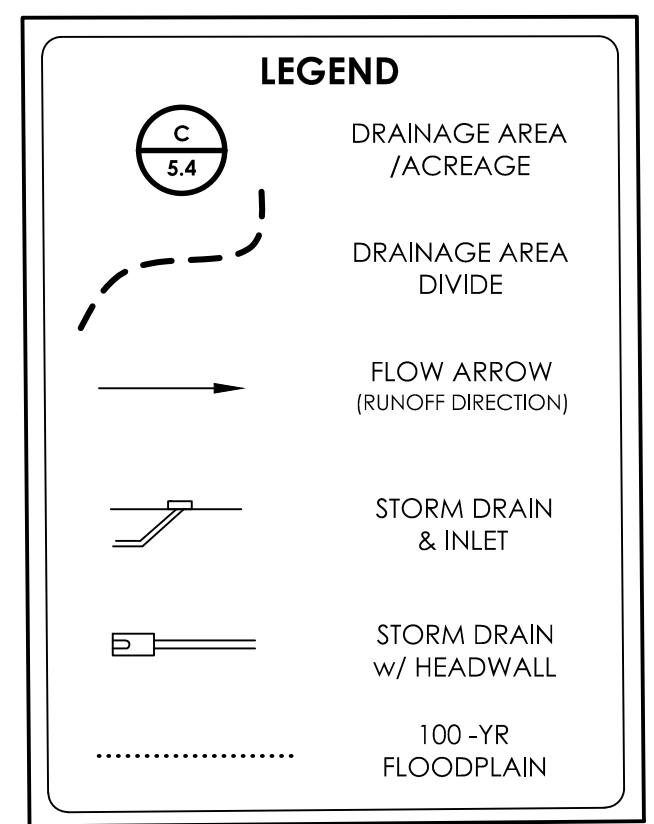 LEGEND
C
5.4
DRAINAGE AREA
/ACREAGE
DRAINAGE AREA
DIVIDE
FLOW ARROW
(RUNOFF DIRECTION)
STORM DRAIN
& INLET
STORM DRAIN
w/ HEADWALL
100 -YR
FLOODPLAIN